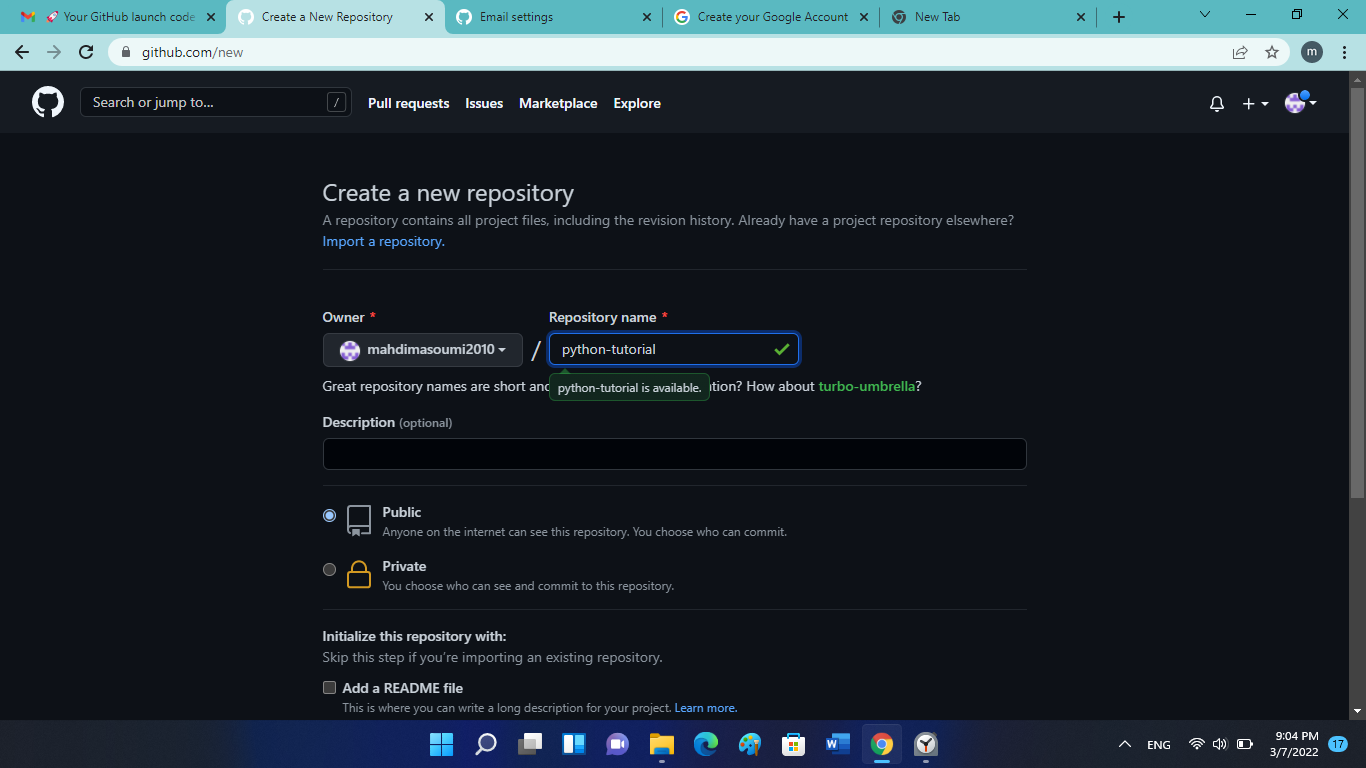 🚀 Your GitHub launch code
Create a New Repository
Email settings
Create your Google Account
New Tab
github.com/new
m
Search or jump to...
/
Pull requests
Issues
Marketplace
Explore
Create a new repository
A repository contains all project files, including the revision history. Already have a project repository elsewhere?
Import a repository.
Owner *
Repository name *
mahdimasoumi2010
/
python-tutorial
Great repository names are short and
python-tutorial is available.
How about turbo-umbrella?
Description (optional)
Public
Anyone on the internet can see this repository. You choose who can commit.
Private
You choose who can see and commit to this repository.
Initialize this repository with:
Skip this step if you’re importing an existing repository.
Add a README file
This is where you can write a long description for your project. Learn more.
ENG
9:04 PM
3/7/2022
17